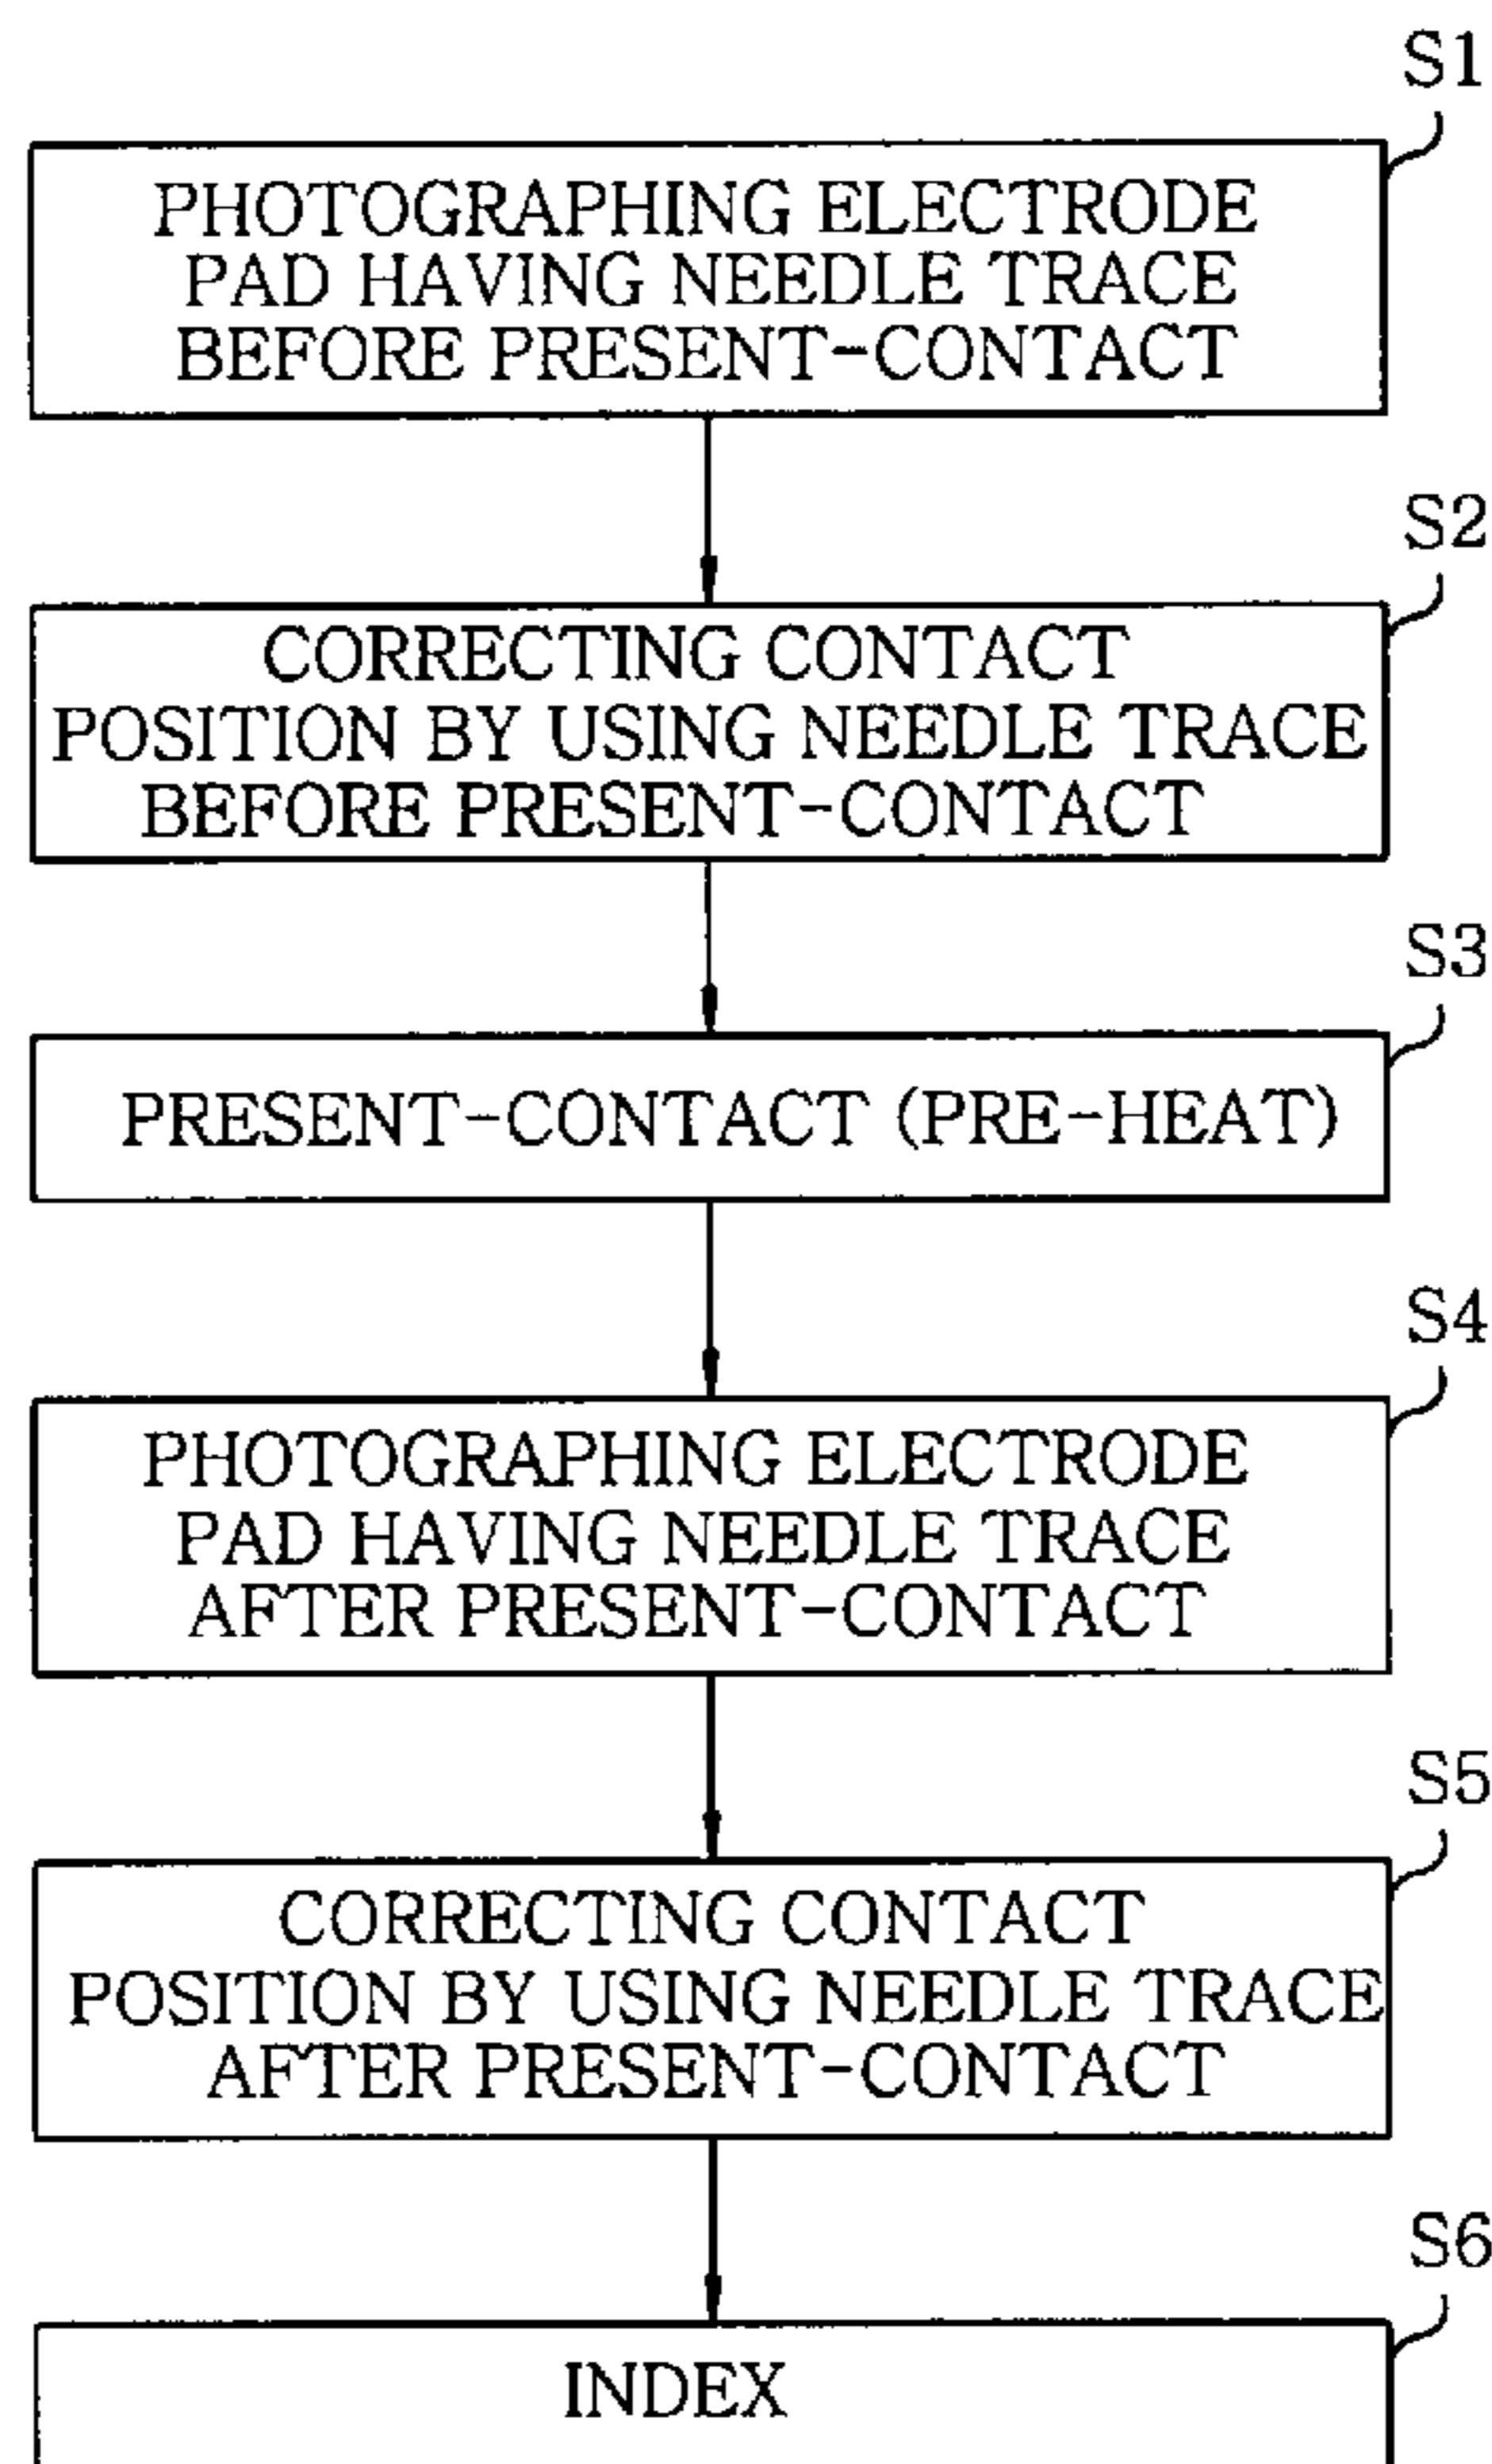 S1
PHOTOGRAPHING ELECTRODE
PAD HAVING NEEDLE TRACE
BEFORE PRESENT-CONTACT
S2
CORRECTING CONTACT
POSITION BY USING NEEDLE TRACE
BEFORE PRESENT-CONTACT
S3
PRESENT-CONTACT (PRE-HEAT)
S4
PHOTOGRAPHING ELECTRODE
PAD HAVING NEEDLE TRACE
AFTER PRESENT-CONTACT
S5
CORRECTING CONTACT
POSITION BY USING NEEDLE TRACE
AFTER PRESENT-CONTACT
S6
INDEX